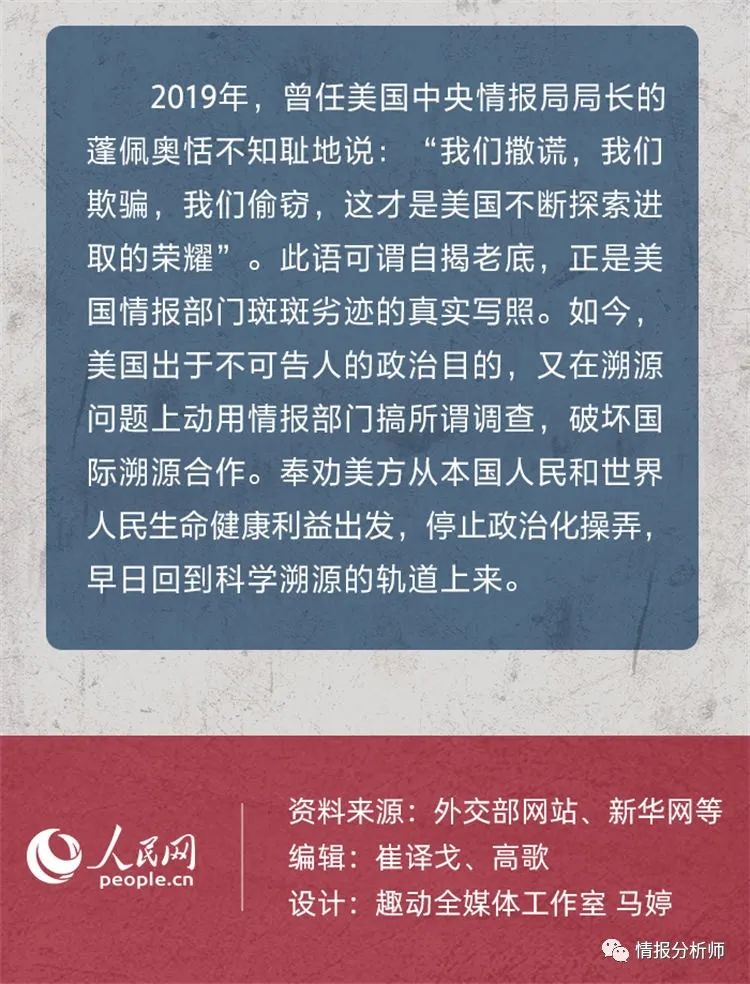 2019年，曾任美国中央情报局局长的
蓬佩奥恬不知耻地说：“我们撒谎，我们
欺骗，我们偷窃，这才是美国不断探索进
取的荣耀”。此语可谓自揭老底，正是美
国情报部门斑斑劣迹的真实写照。如今，
美国出于不可告人的政治目的，又在溯源
问题上动用情报部门搞所谓调查，破坏国
际溯源合作。奉劝美方从本国人民和世界
人民生命健康利益出发，停止政治化操弄，
早日回到科学溯源的轨道上来。
人民网
people.cn
资料来源：外交部网站、新华网等
编辑：崔译戈、高歌
设计：趣动全媒体工作室 马婷
情报分析师